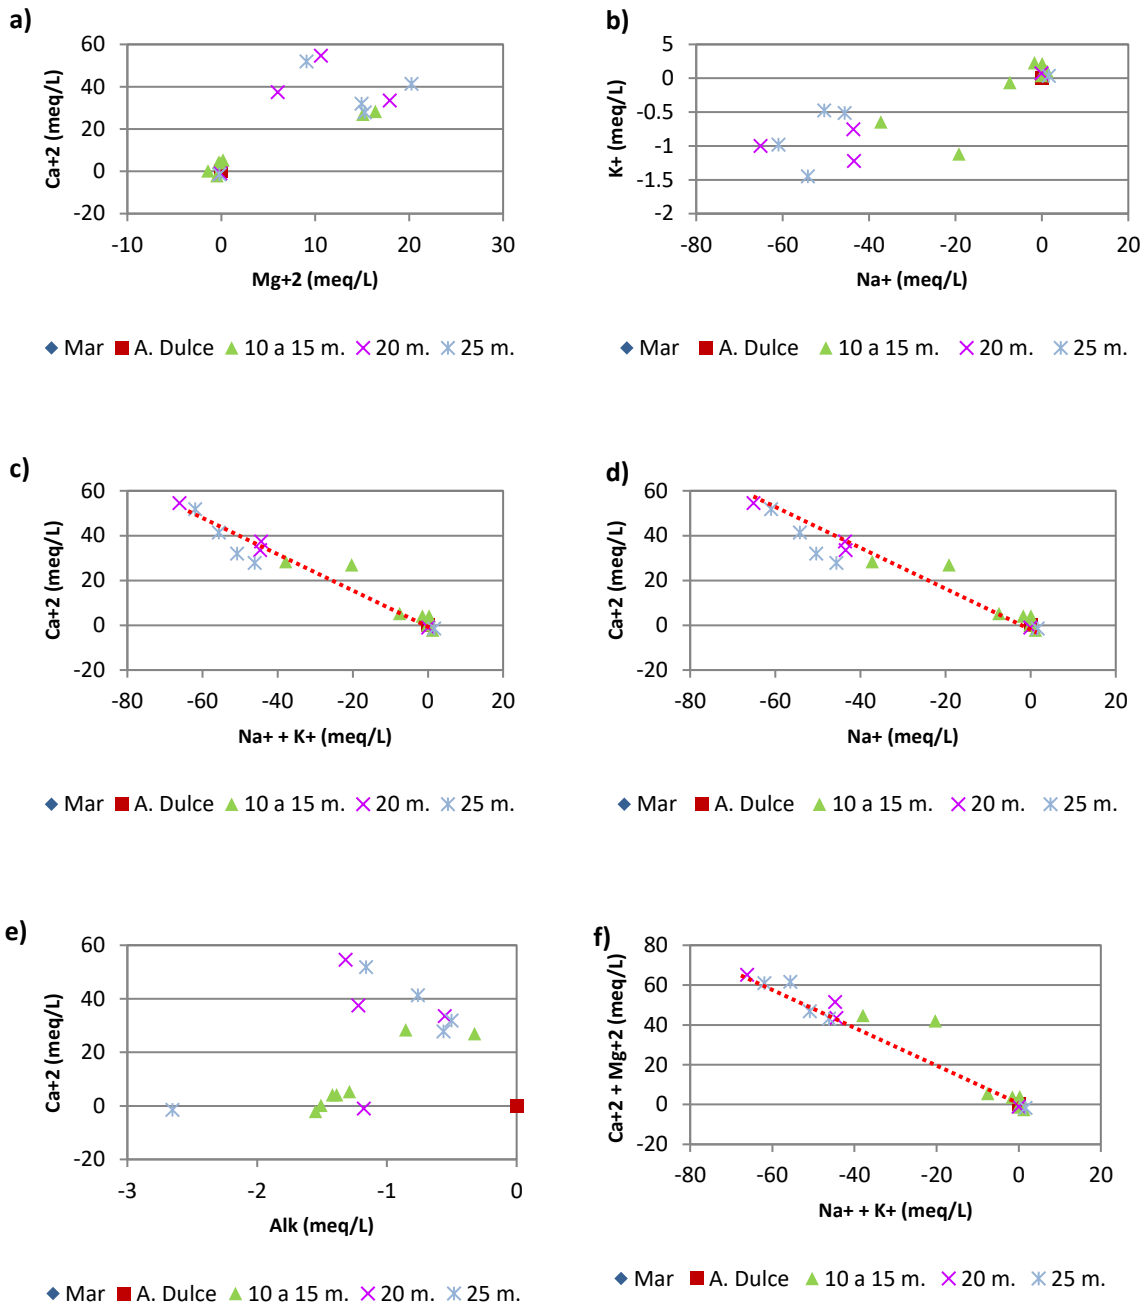 a)
Ca+2 (meq/L)
60
40
20
0
-20
-10
0
10
20
30
Mg+2 (meq/L)
Mar A. Dulce 10 a 15 m. 20 m. 25 m.
b)
K+ (meq/L)
5
0
-0.5
-1
-1.5
-2
-80
-60
-40
-20
0
20
Na+ (meq/L)
Mar A. Dulce 10 a 15 m. 20 m. 25 m.
c)
Ca+2 (meq/L)
60
40
20
0
-20
-80
-60
-40
-20
0
20
Na+ + K+ (meq/L)
Mar A. Dulce 10 a 15 m. 20 m. 25 m.
d)
Ca+2 (meq/L)
60
40
20
0
-20
-80
-60
-40
-20
0
20
Na+ (meq/L)
Mar A. Dulce 10 a 15 m. 20 m. 25 m.
e)
Ca+2 (meq/L)
60
40
20
0
-20
-3
-2
-1
0
Alk (meq/L)
Mar A. Dulce 10 a 15 m. 20 m. 25 m.
f)
Ca+2 + Mg+2 (meq/L)
80
60
40
20
0
-20
-80
-60
-40
-20
0
20
Na+ + K+ (meq/L)
Mar A. Dulce 10 a 15 m. 20 m. 25 m.